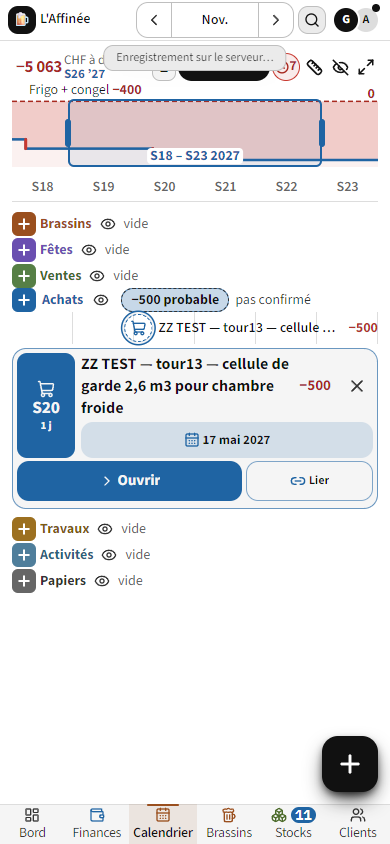 L'Affinée
Nov.
G
A
Enregistrement sur le serveur…
−5 063
CHF à d
S26 '27
7
Frigo + congel −400
0
S18 – S23 2027
S18 S19 S20 S21 S22 S23
Brassins vide
Fêtes vide
Ventes vide
Achats −500 probable pas confirmé
ZZ TEST — tour13 — cellule … −500
S20
1 j
ZZ TEST — tour13 — cellule de
garde 2,6 m3 pour chambre
froide
−500
17 mai 2027
Ouvrir
Lier
Travaux vide
Activités vide
Papiers vide
Bord Finances Calendrier Brassins Stocks 11 Clients